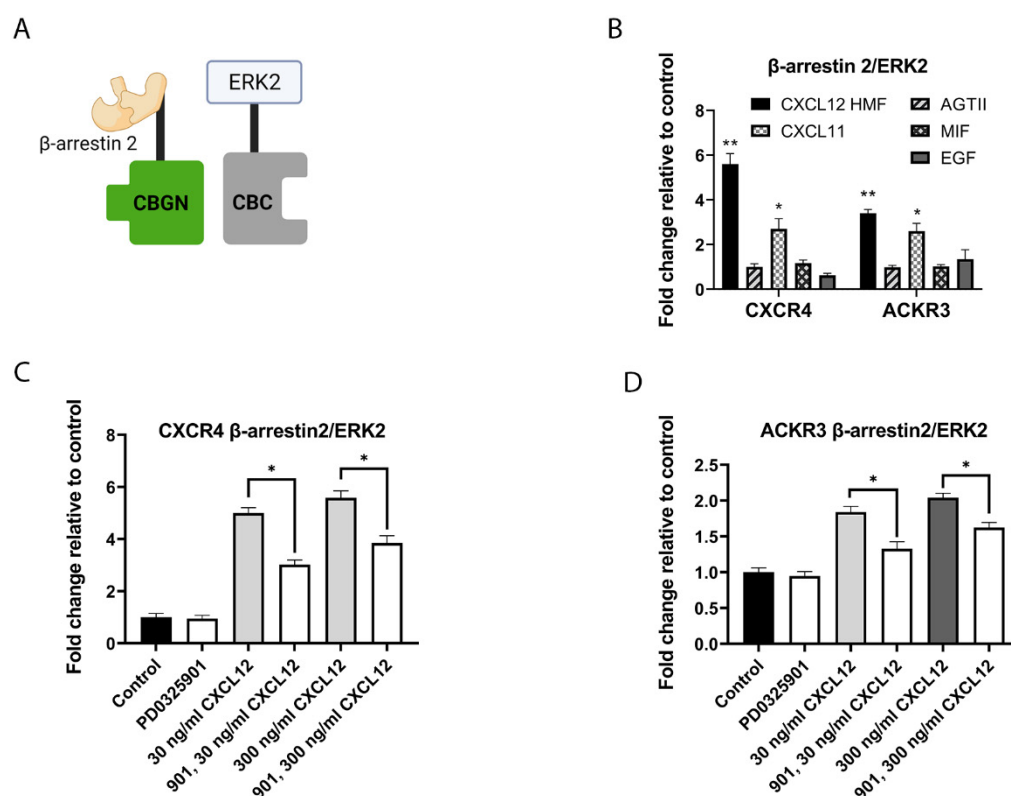 A
β-arrestin 2
ERK2
CBGN
CBC
B
β-arrestin 2/ERK2
CXCL12 HMF
CXCL11
AGTII
MIF
EGF
Fold change relative to control
8
6
4
2
0
**
*
**
*
CXCR4
ACKR3
C
CXCR4 β-arrestin2/ERK2
Fold change relative to control
8
6
4
2
0
*
*
Control
PD0325901
30 ng/ml CXCL12
901, 30 ng/ml CXCL12
300 ng/ml CXCL12
901, 300 ng/ml CXCL12
D
ACKR3 β-arrestin2/ERK2
Fold change relative to control
2.5
2.0
1.5
1.0
0.5
0.0
*
*
Control
PD0325901
30 ng/ml CXCL12
901, 30 ng/ml CXCL12
300 ng/ml CXCL12
901, 300 ng/ml CXCL12